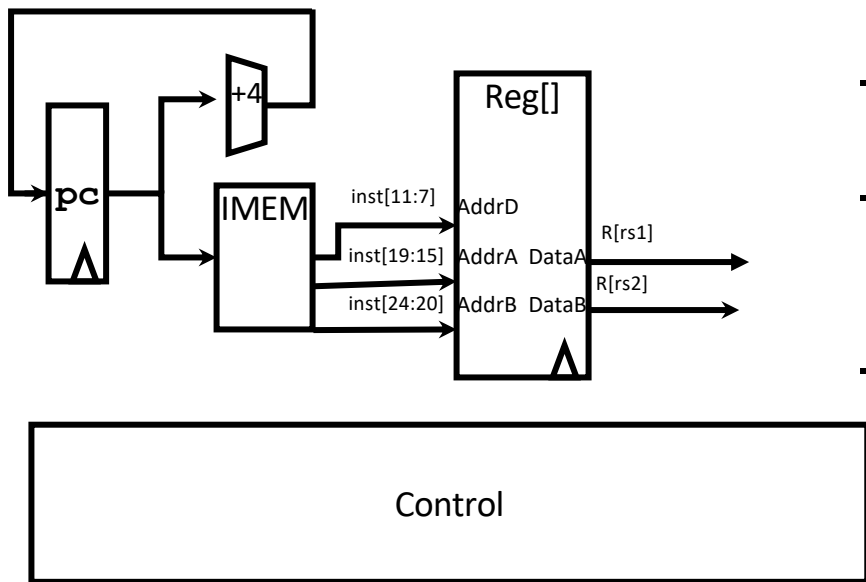 +4
Reg[]
pc
IMEM
inst[11:7]
AddrD
inst[19:15]
AddrA
DataA
R[rs1]
inst[24:20]
AddrB
DataB
R[rs2]
Control